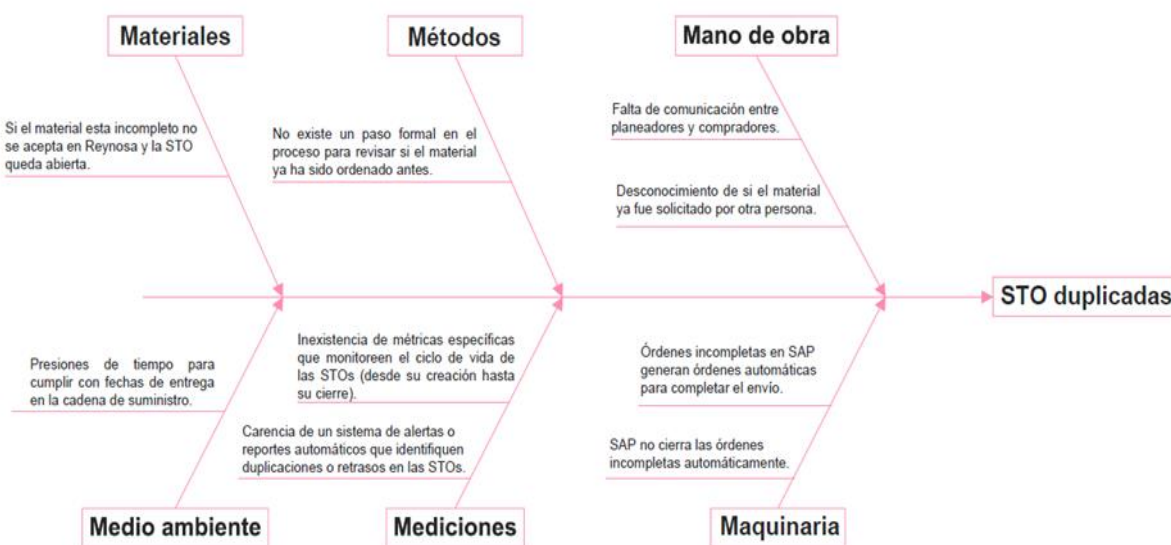 Materiales
Métodos
Mano de obra
Si el material esta incompleto no
se acepta en Reynosa y la STO
queda abierta.
No existe un paso formal en el
proceso para revisar si el material
ya ha sido ordenado antes.
Falta de comunicación entre
planeadores y compradores.
Desconocimiento de si el material
ya fue solicitado por otra persona.
STO duplicadas
Presiones de tiempo para
cumplir con fechas de entrega
en la cadena de suministro.
Inexistencia de métricas específicas
que monitoreen el ciclo de vida de
las STOs (desde su creación hasta
su cierre).
Carencia de un sistema de alertas o
reportes automáticos que identifiquen
duplicaciones o retrasos en las STOs.
Órdenes incompletas en SAP
generan órdenes automáticas
para completar el envío.
SAP no cierra las órdenes
incompletas automáticamente.
Medio ambiente
Mediciones
Maquinaria